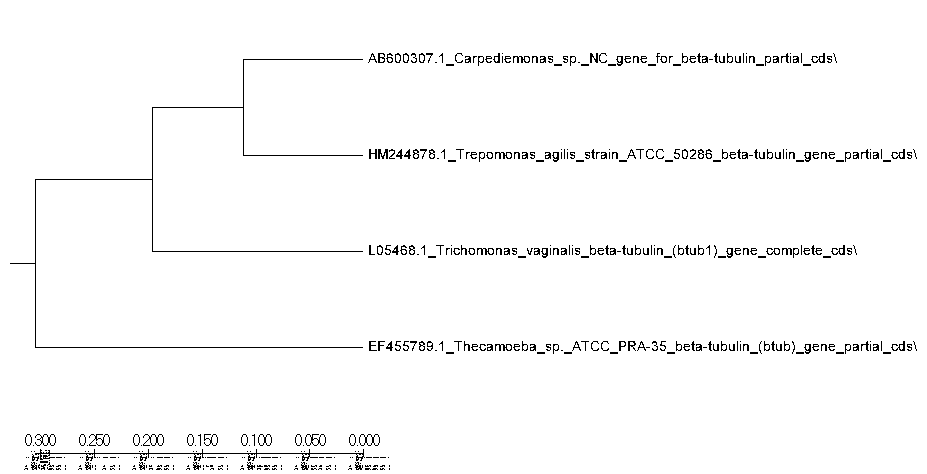 AB600307.1_Carpediemonas_sp._NC_gene_for_beta-tubulin_partial_cds\
HM244878.1_Trepomonas_agilis_strain_ATCC_50286_beta-tubulin_gene_partial_cds\
L05468.1_Trichomonas_vaginalis_beta-tubulin_(btub1)_gene_complete_cds\
EF455789.1_Thecamoeba_sp._ATCC_PRA-35_beta-tubulin_(btub)_gene_partial_cds\
0.300 0.250 0.200 0.150 0.100 0.050 0.000